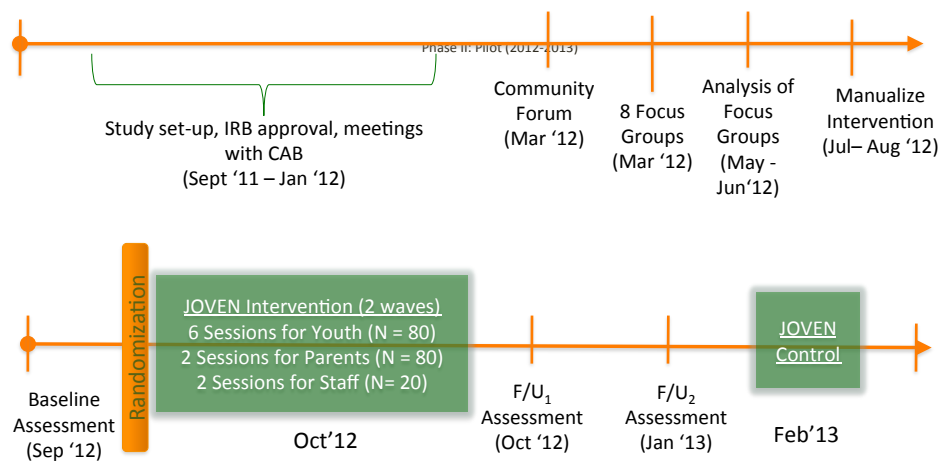 Phase II: Pilot (2012-2013)
Study set-up, IRB approval, meetings
with CAB
(Sept ‘11 – Jan ‘12)
Community
Forum
(Mar ‘12)
8 Focus
Groups
(Mar ‘12)
Analysis of
Focus
Groups
(May -
Jun‘12)
Manualize
Intervention
(Jul– Aug ‘12)
Baseline
Assessment
(Sep ‘12)
Randomization
JOVEN Intervention (2 waves)
6 Sessions for Youth (N = 80)
2 Sessions for Parents (N = 80)
2 Sessions for Staff (N= 20)
Oct’12
F/U₁
Assessment
(Oct ‘12)
F/U₂
Assessment
(Jan ‘13)
JOVEN
Control
Feb’13